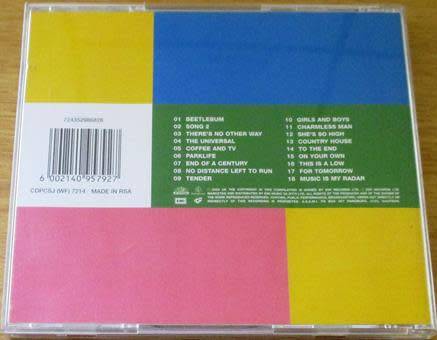 724352986828
01 BEETLEBUM
02 SONG 2
03 THERE'S NO OTHER WAY
04 THE UNIVERSAL
05 COFFEE AND TV
06 PARKLIFE
07 END OF A CENTURY
08 NO DISTANCE LEFT TO RUN
09 TENDER
10 GIRLS AND BOYS
11 CHARMLESS MAN
12 SHE'S SO HIGH
13 COUNTRY HOUSE
14 TO THE END
15 ON YOUR OWN
16 THIS IS A LOW
17 FOR TOMORROW
18 MUSIC IS MY RADAR
6 002140 957927
CDPCSJ (WF) 7214 MADE IN RSA
EMI